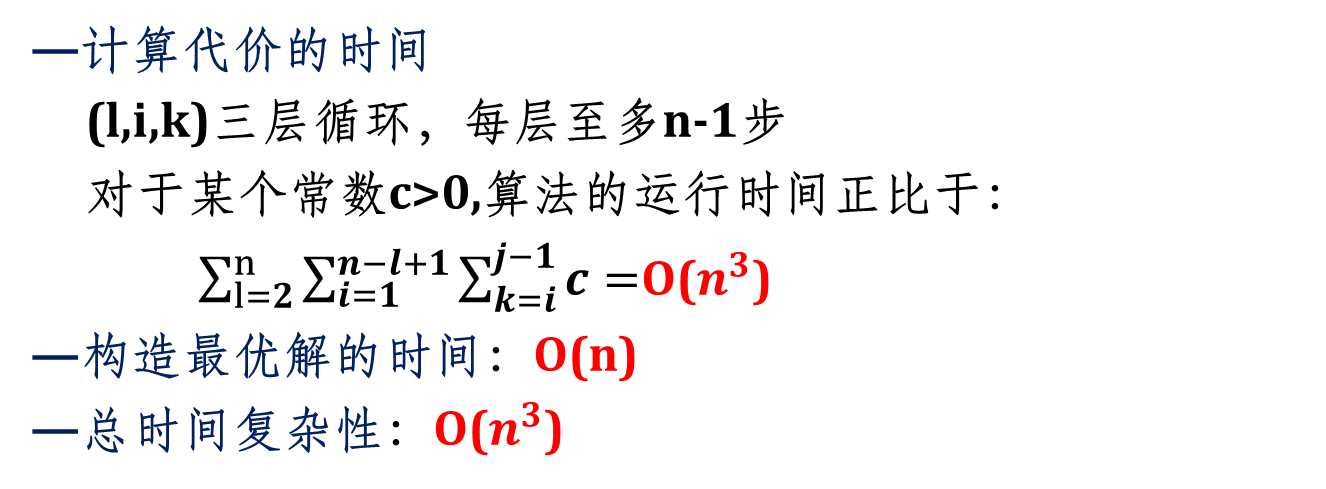 —计算代价的时间
(l,i,k)三层循环，每层至多n-1步
对于某个常数c>0,算法的运行时间正比于：
∑_{l=2}^{n} ∑_{i=1}^{n−l+1} ∑_{k=i}^{j−1} c =O(n³)
—构造最优解的时间：O(n)
—总时间复杂性：O(n³)